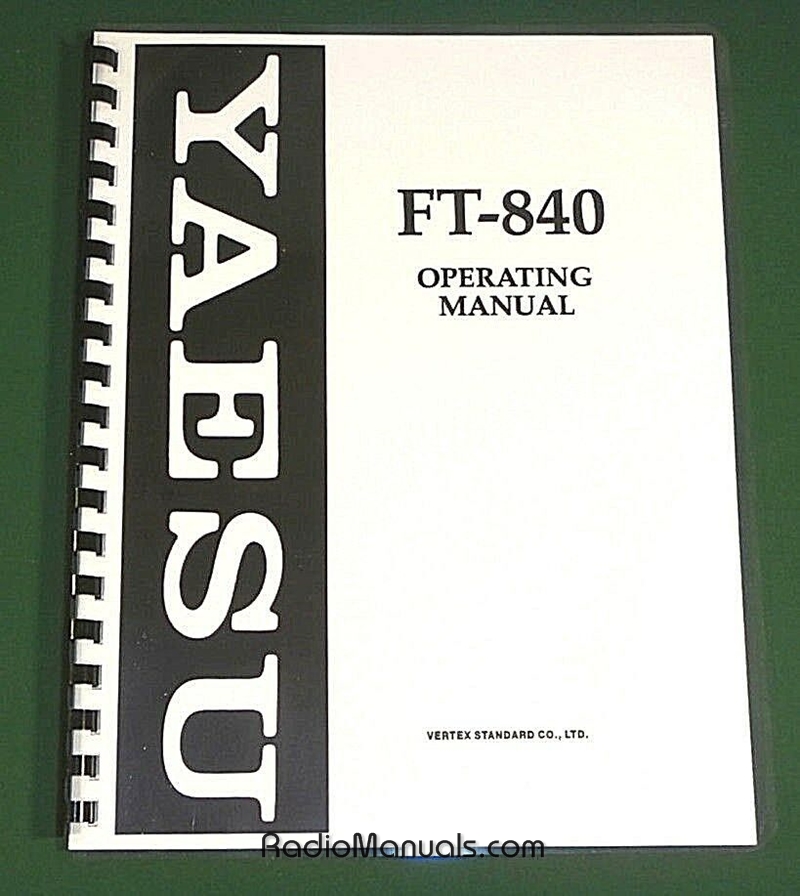 YAESU
FT-840
OPERATING
MANUAL
VERTEX STANDARD CO., LTD.
RadioManuals.com